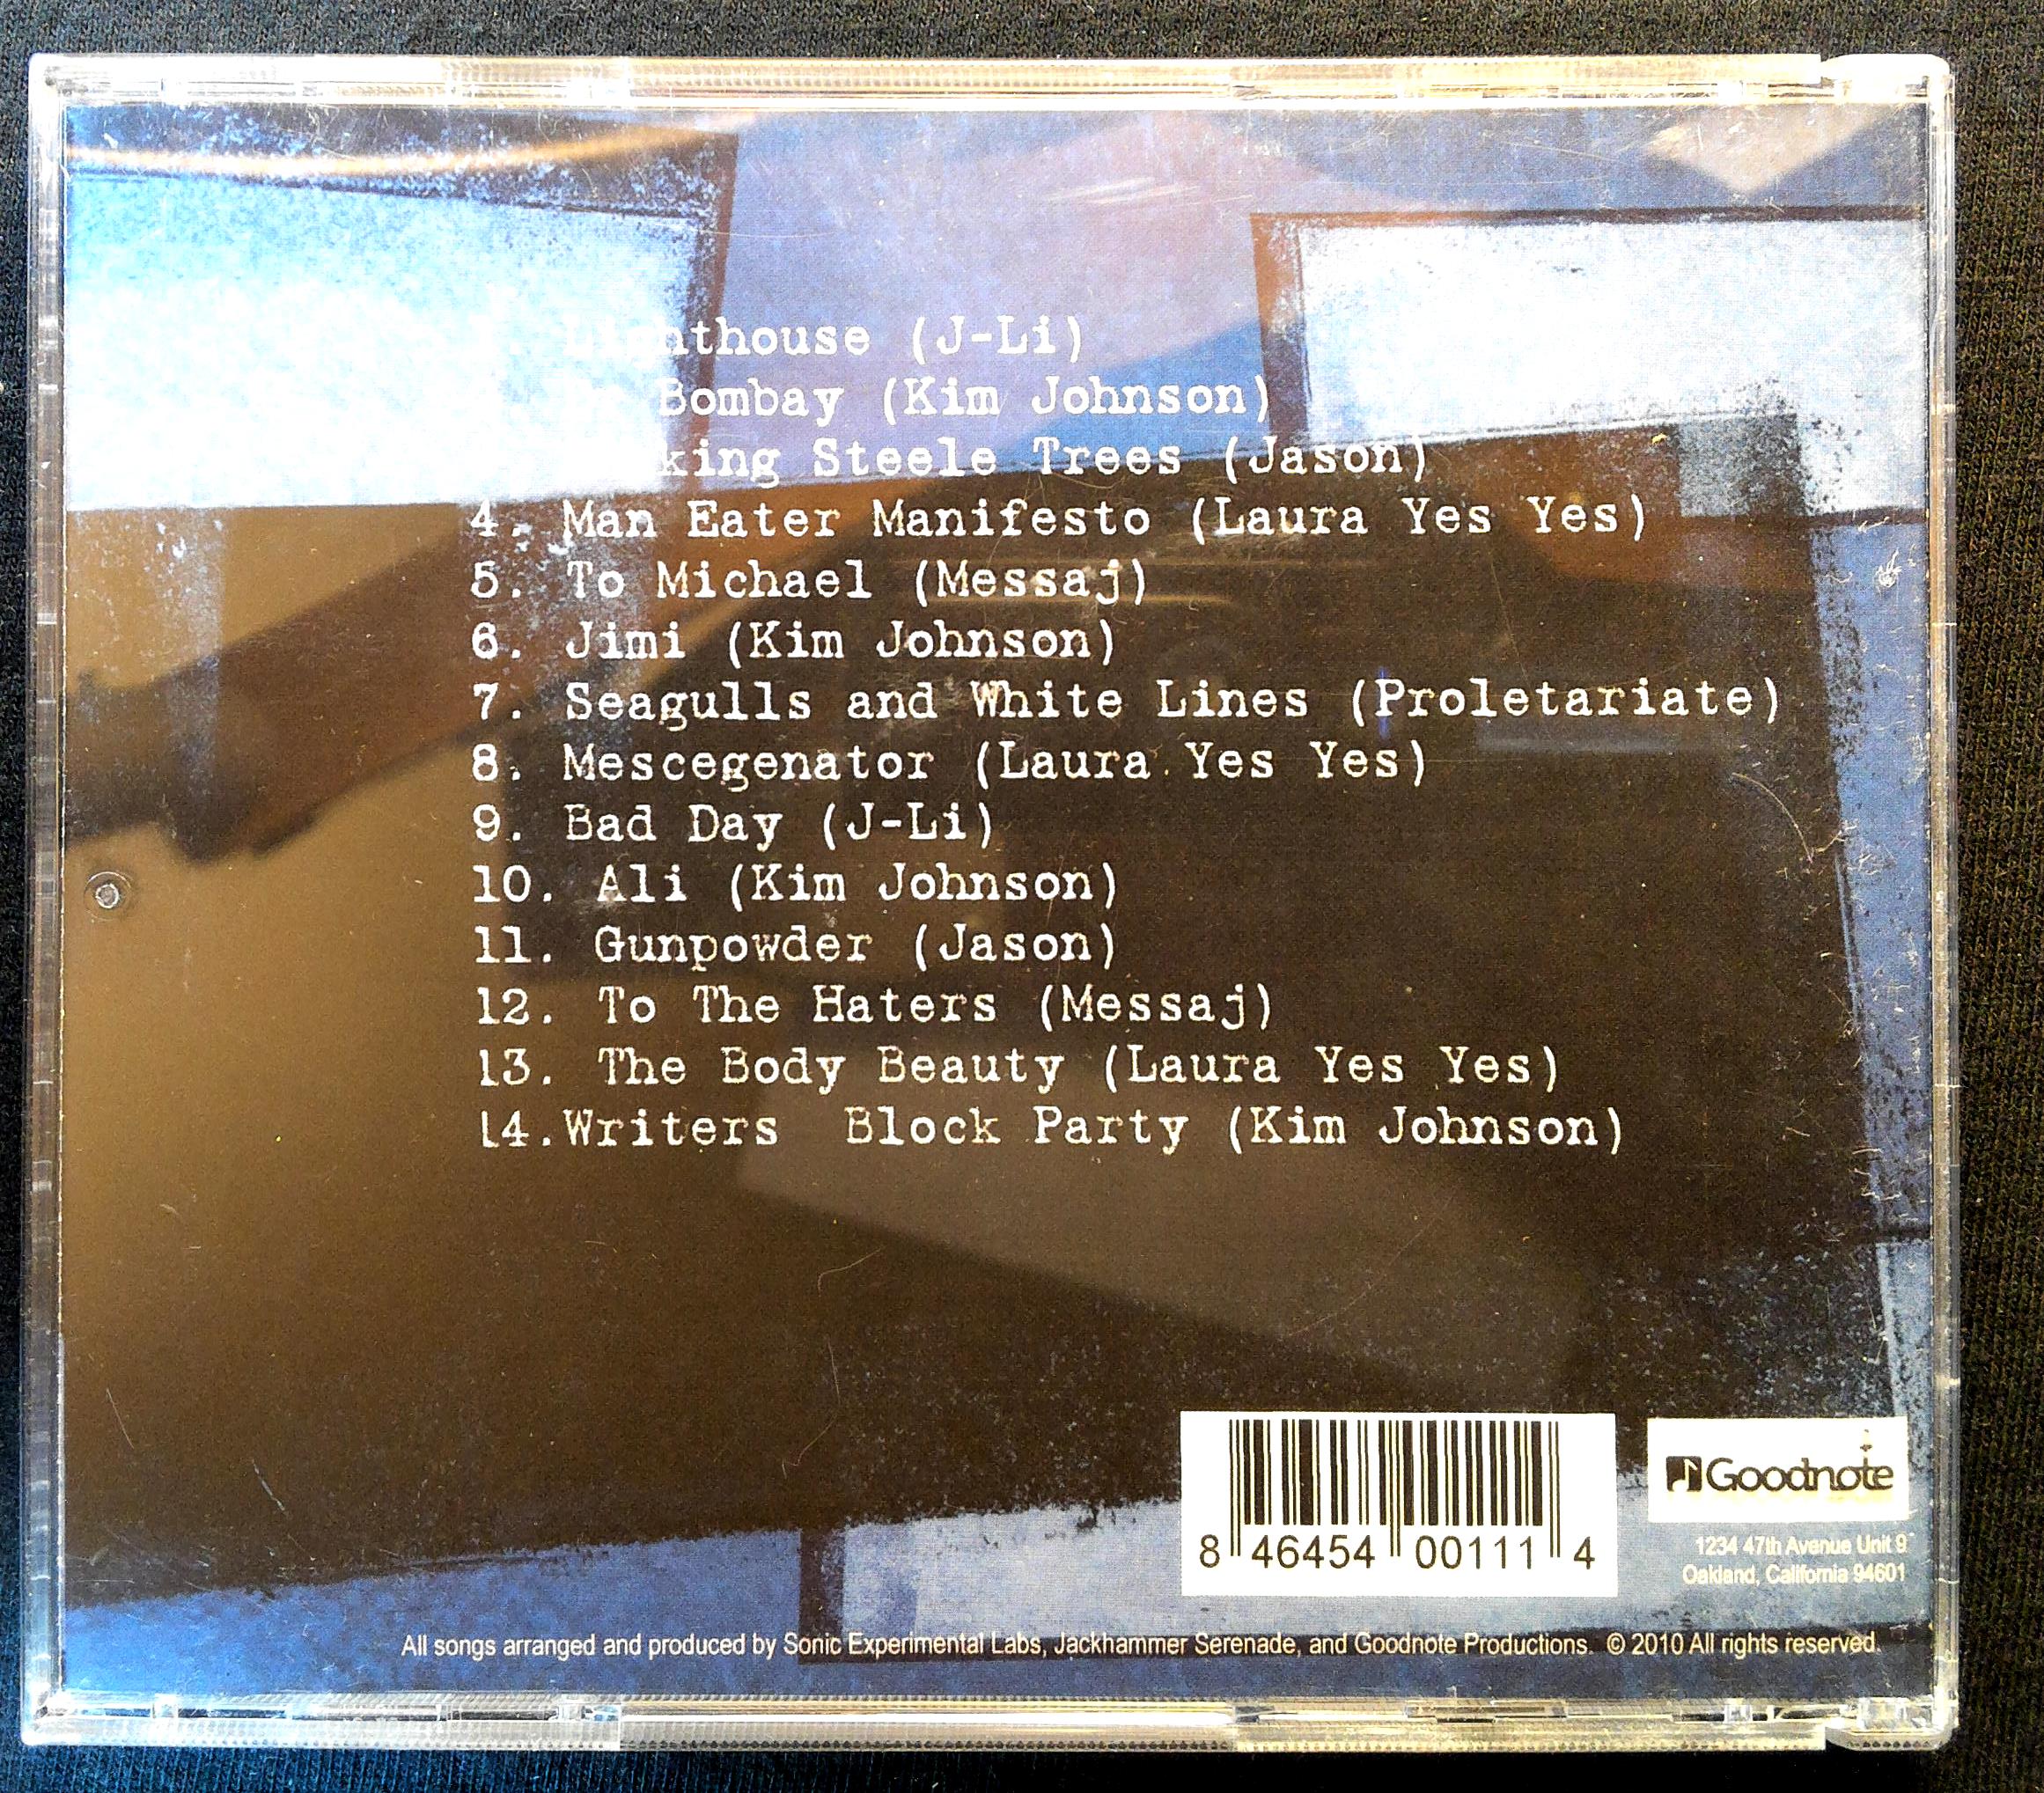 Lighthouse (J-Li)
Bombay (Kim Johnson)
Steele Trees (Jason)
4. Man Eater Manifesto (Laura Yes Yes)
5. To Michael (Messaj)
6. Jimi (Kim Johnson)
7. Seagulls and White Lines (Proletariate)
8. Mescegenator (Laura Yes Yes)
9. Bad Day (J-Li)
10. Ali (Kim Johnson)
11. Gunpowder (Jason)
12. To The Haters (Messaj)
13. The Body Beauty (Laura Yes Yes)
14.Writers Block Party (Kim Johnson)
8 46454 00111 4
Goodnote
1234 47th Avenue Unit 9
Oakland, California 94601
All songs arranged and produced by Sonic Experimental Labs, Jackhammer Serenade, and Goodnote Productions. © 2010 All rights reserved.